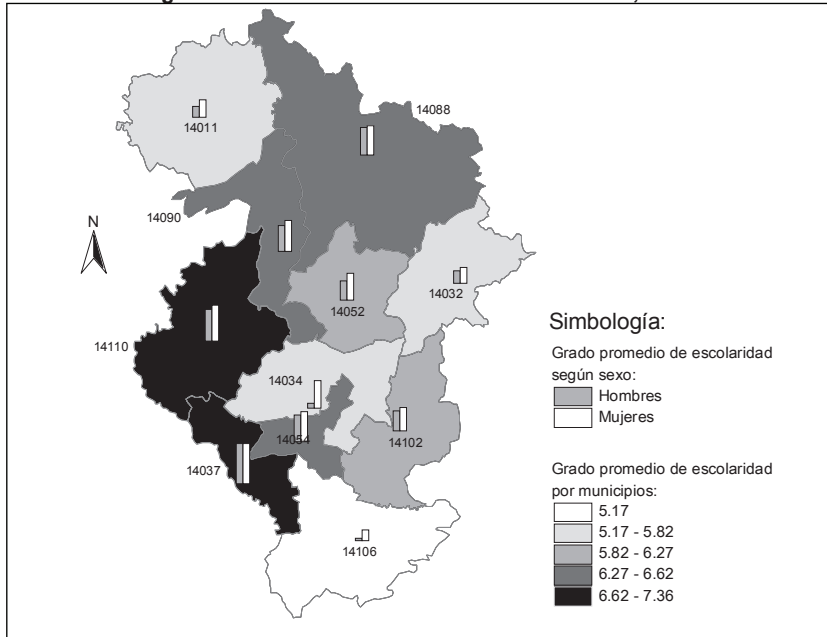 14011
14088
14090
N
14032
14052
14110
14034
14054
14102
14037
14106
Simbología:
Grado promedio de escolaridad
según sexo:
Hombres
Mujeres
Grado promedio de escolaridad
por municipios:
5.17
5.17 - 5.82
5.82 - 6.27
6.27 - 6.62
6.62 - 7.36